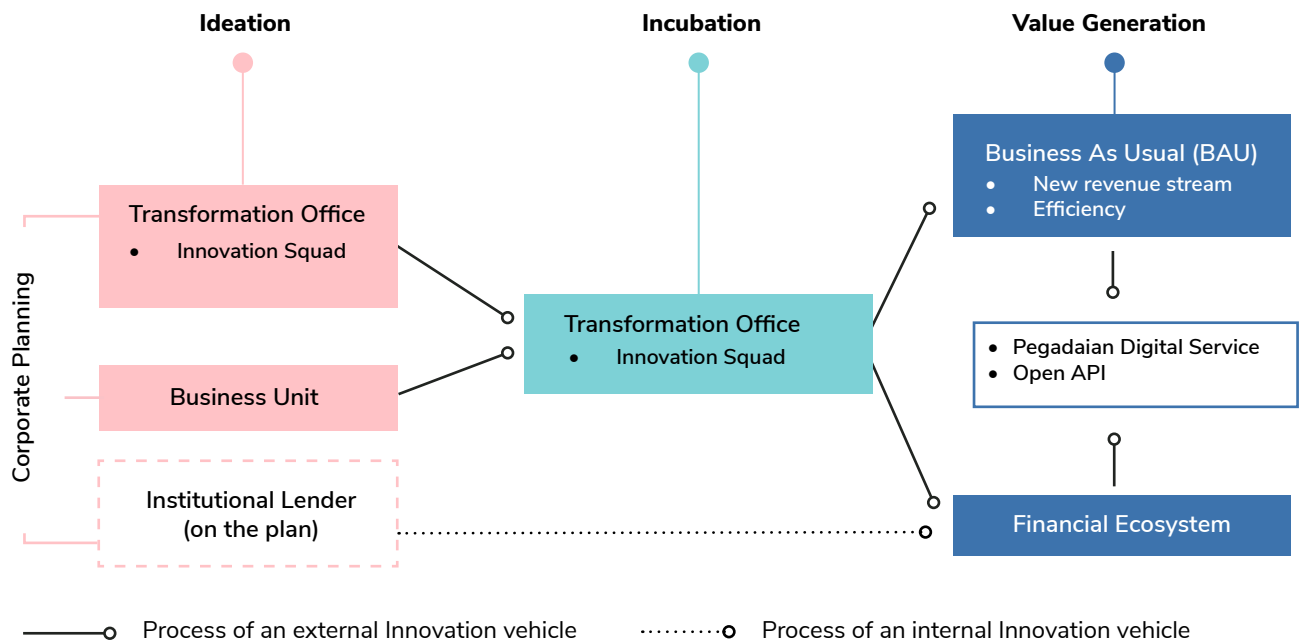 Ideation
Incubation
Value Generation
Corporate Planning
Transformation Office
• Innovation Squad
Business Unit
Institutional Lender
(on the plan)
Transformation Office
• Innovation Squad
Business As Usual (BAU)
• New revenue stream
• Efficiency
• Pegadaian Digital Service
• Open API
Financial Ecosystem
Process of an external Innovation vehicle
Process of an internal Innovation vehicle